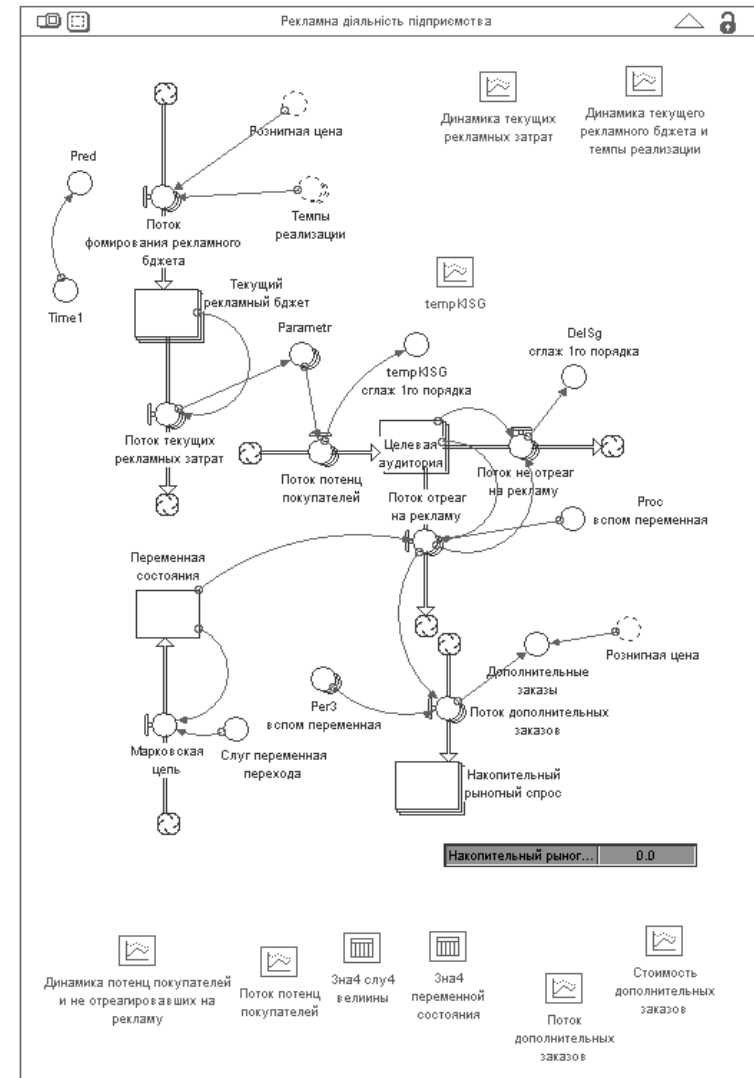 Рекламна діяльність підприємства
Динамика текущих
рекламных затрат
Динамика текущего
рекламного бджета и
темпы реализации
Рознигная цена
Pred
Темпы
реализации
Поток
фомирования рекламного
бджета
Time1
Текущий
рекламный бджет
tempKISG
Parametr
DelSg
сглаж 1го порядка
tempKISG
сглаж 1го порядка
Поток текущих
рекламных затрат
Целевая
аудитория
Поток потенц
покупателей
Поток не отреаг
на рекламу
Поток отреаг
на рекламу
Proc
вспом переменная
Переменная
состояния
Рознигная цена
Дополнительные
заказы
Per3
вспом переменная
Поток дополнительных
заказов
Марковская
цепь
Слуг переменная
перехода
Накопительный
рыногный спрос
Накопительный рыног... 0.0
Динамика потенц покупателей
и не отреагировавших на
рекламу
Поток потенц
покупателей
Зна4 слу4
велиины
Зна4
переменной
состояния
Поток
дополнительных
заказов
Стоимость
дополнительных
заказов